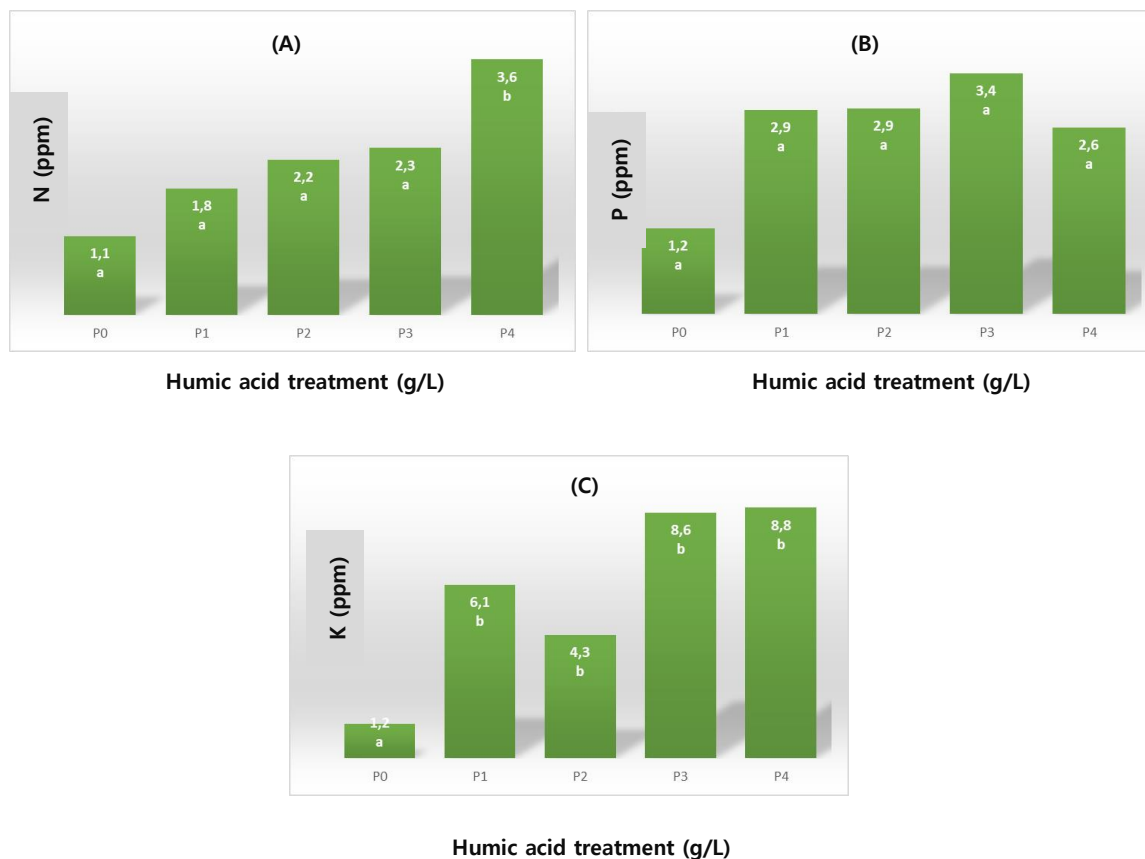 (A)
N (ppm)
1,1
a
1,8
a
2,2
a
2,3
a
3,6
b
P0 P1 P2 P3 P4
Humic acid treatment (g/L)
(B)
P (ppm)
1,2
a
2,9
a
2,9
a
3,4
a
2,6
a
P0 P1 P2 P3 P4
Humic acid treatment (g/L)
(C)
K (ppm)
1,2
a
6,1
b
4,3
b
8,6
b
8,8
b
P0 P1 P2 P3 P4
Humic acid treatment (g/L)